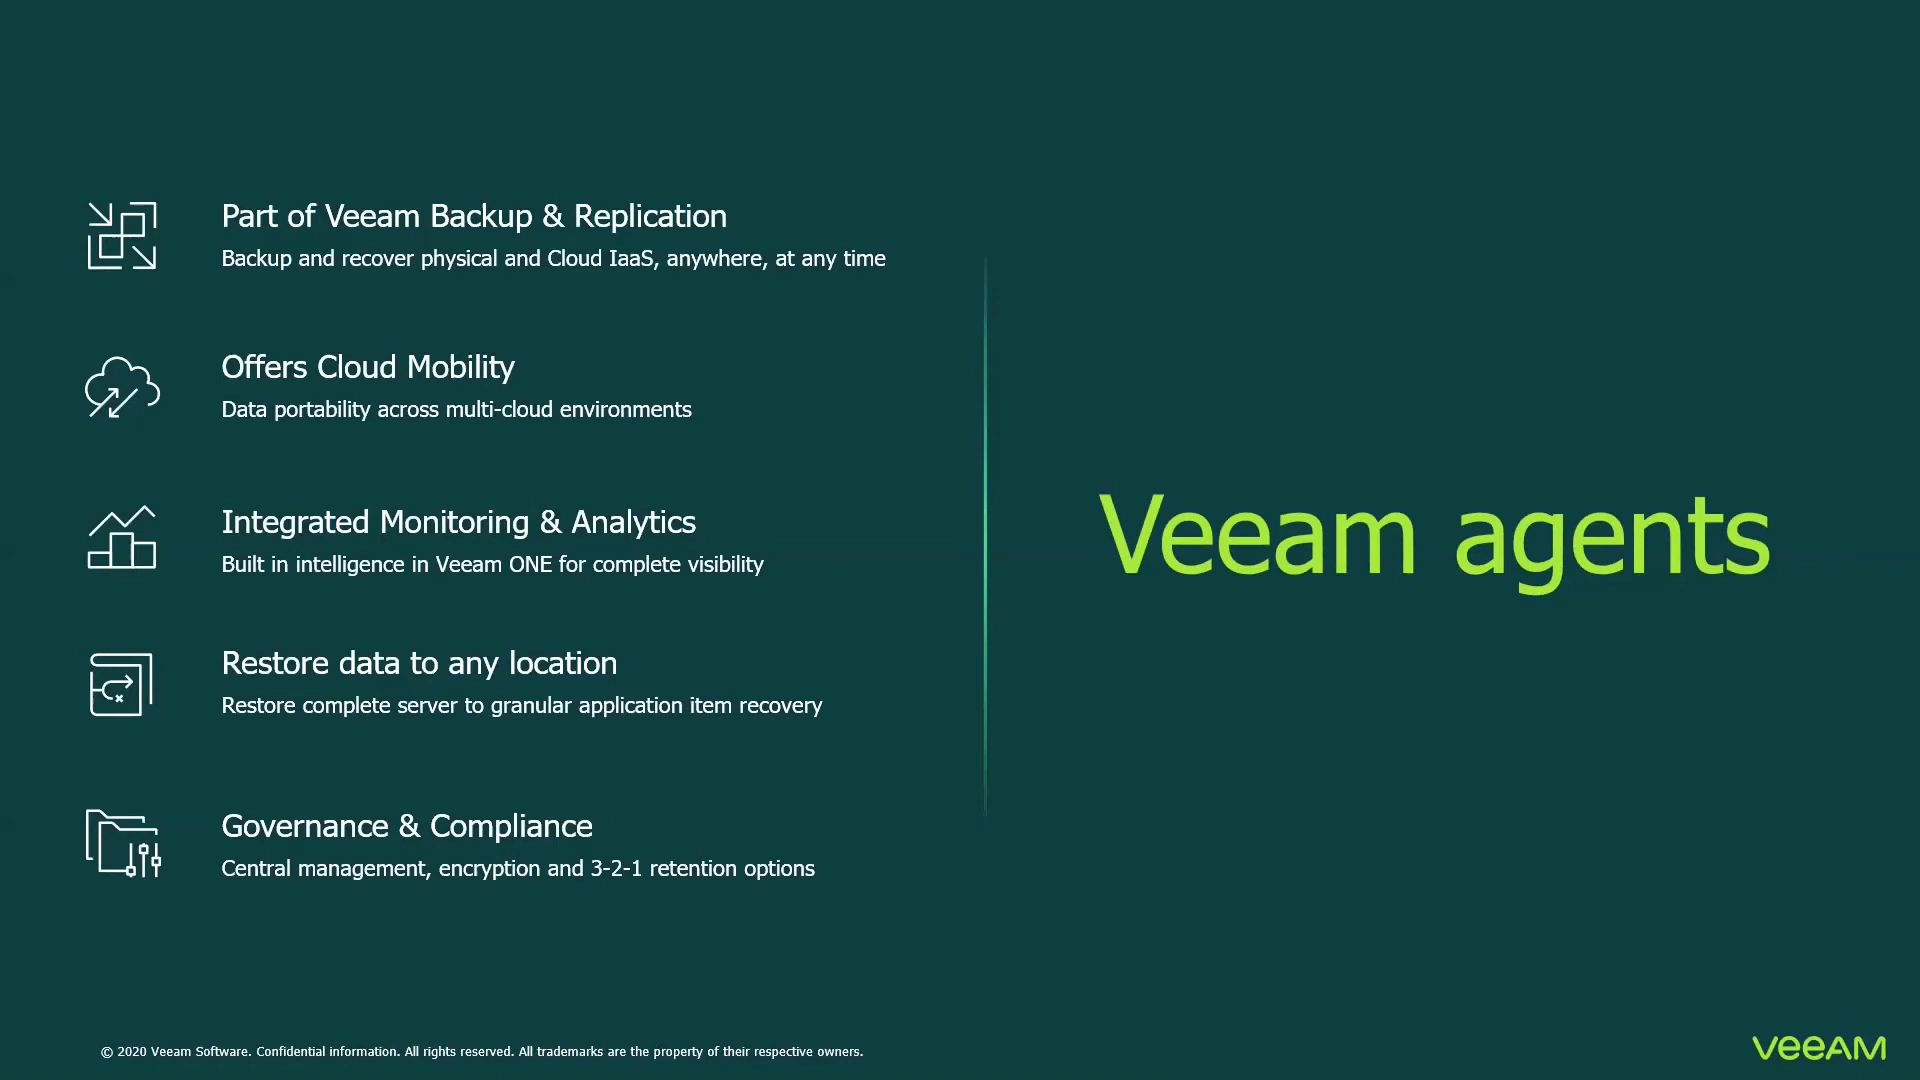 Part of Veeam Backup & Replication
Backup and recover physical and Cloud IaaS, anywhere, at any time
Offers Cloud Mobility
Data portability across multi-cloud environments
Integrated Monitoring & Analytics
Built in intelligence in Veeam ONE for complete visibility
Restore data to any location
Restore complete server to granular application item recovery
Governance & Compliance
Central management, encryption and 3-2-1 retention options
Veeam agents
© 2020 Veeam Software. Confidential information. All rights reserved. All trademarks are the property of their respective owners.
veeAM